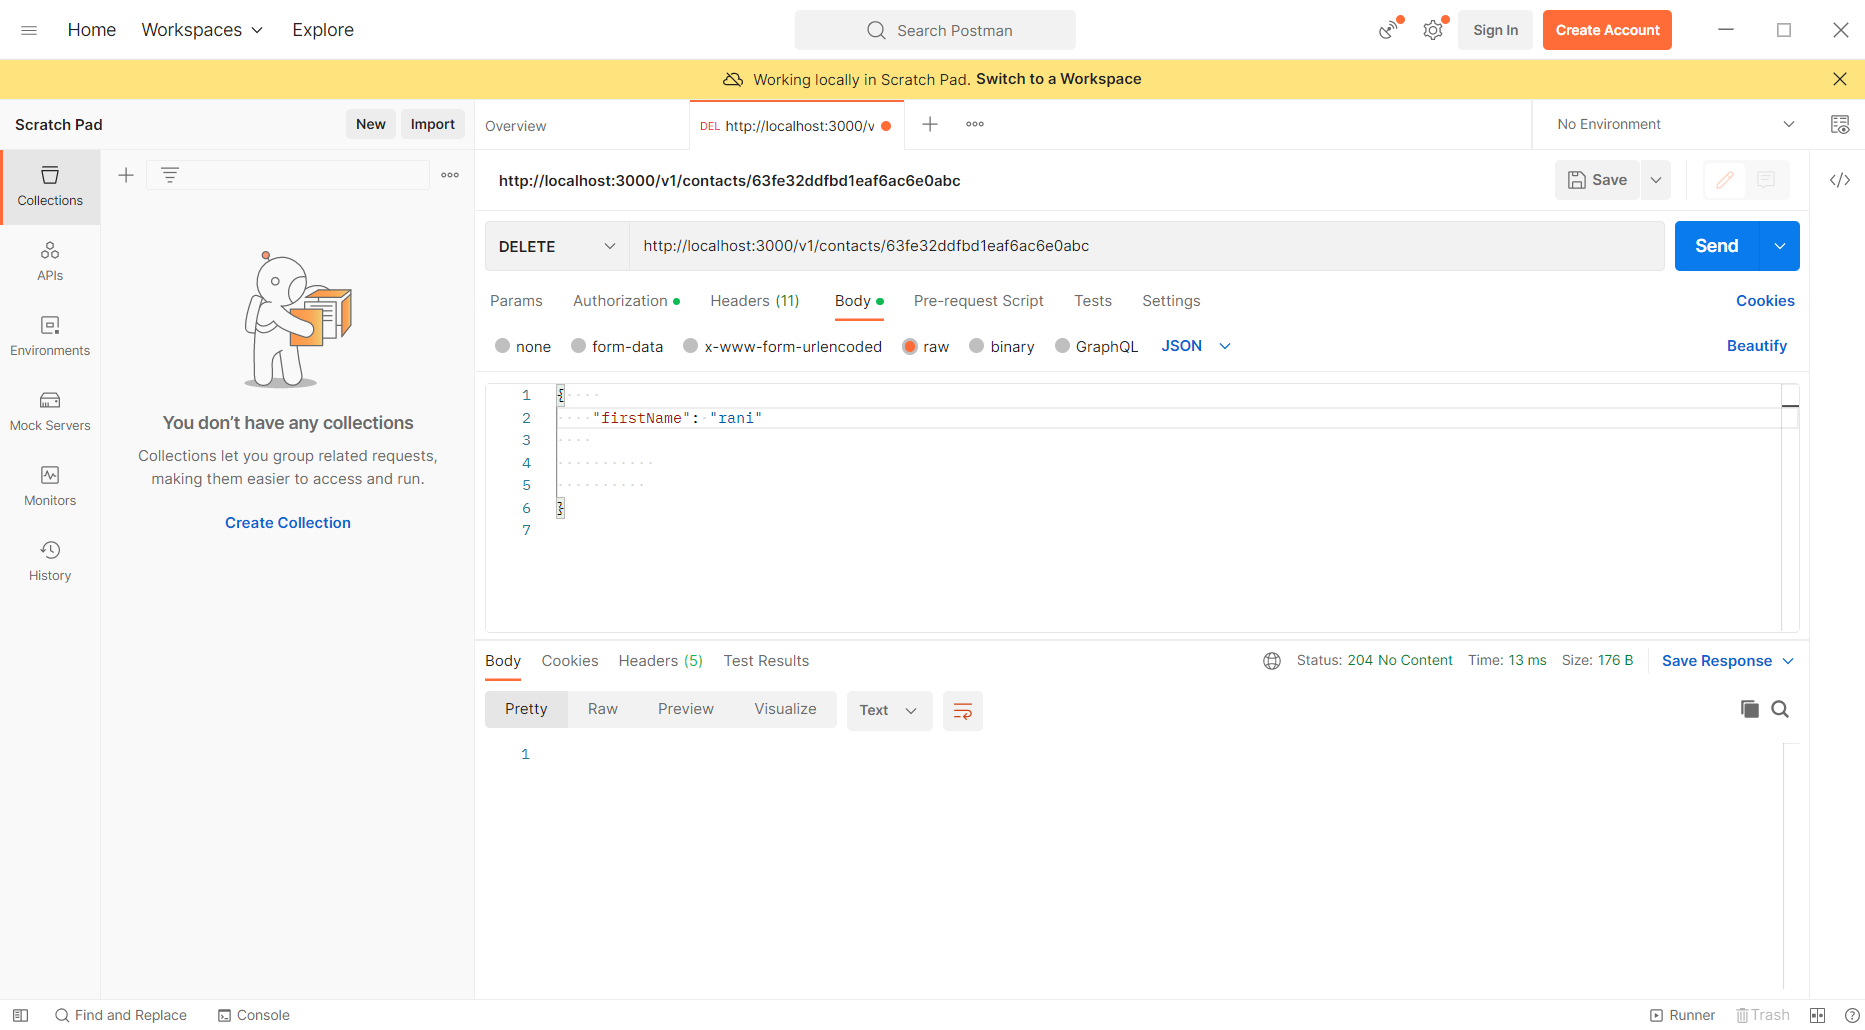 Home Workspaces Explore Search Postman Sign In Create Account
Working locally in Scratch Pad. Switch to a Workspace
Scratch Pad New Import Overview DEL http://localhost:3000/v No Environment
Collections
APIs
Environments
Mock Servers
Monitors
History
You don’t have any collections
Collections let you group related requests,
making them easier to access and run.
Create Collection
http://localhost:3000/v1/contacts/63fe32ddfbd1eaf6ac6e0abc Save
DELETE http://localhost:3000/v1/contacts/63fe32ddfbd1eaf6ac6e0abc Send
Params Authorization Headers (11) Body Pre-request Script Tests Settings Cookies
none form-data x-www-form-urlencoded raw binary GraphQL JSON Beautify
1 {
2 "firstName": "rani"
3
4
5
6 }
7
Body Cookies Headers (5) Test Results Status: 204 No Content Time: 13 ms Size: 176 B Save Response
Pretty Raw Preview Visualize Text
1
Find and Replace Console Runner Trash